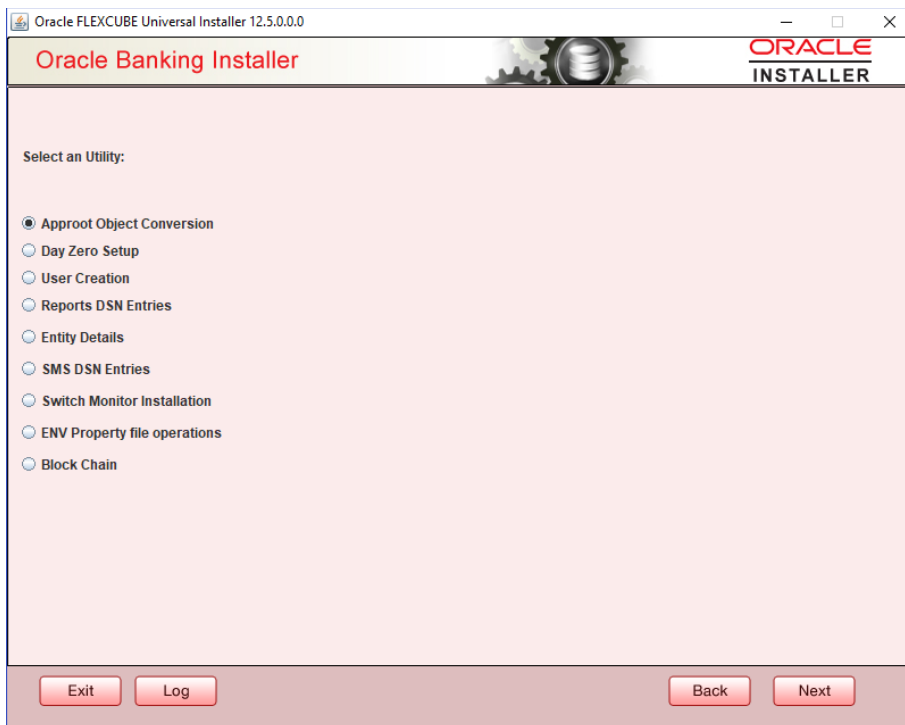 Oracle FLEXCUBE Universal Installer 12.5.0.0.0
Oracle Banking Installer
ORACLE
INSTALLER
Select an Utility:
Approot Object Conversion
Day Zero Setup
User Creation
Reports DSN Entries
Entity Details
SMS DSN Entries
Switch Monitor Installation
ENV Property file operations
Block Chain
Exit
Log
Back
Next